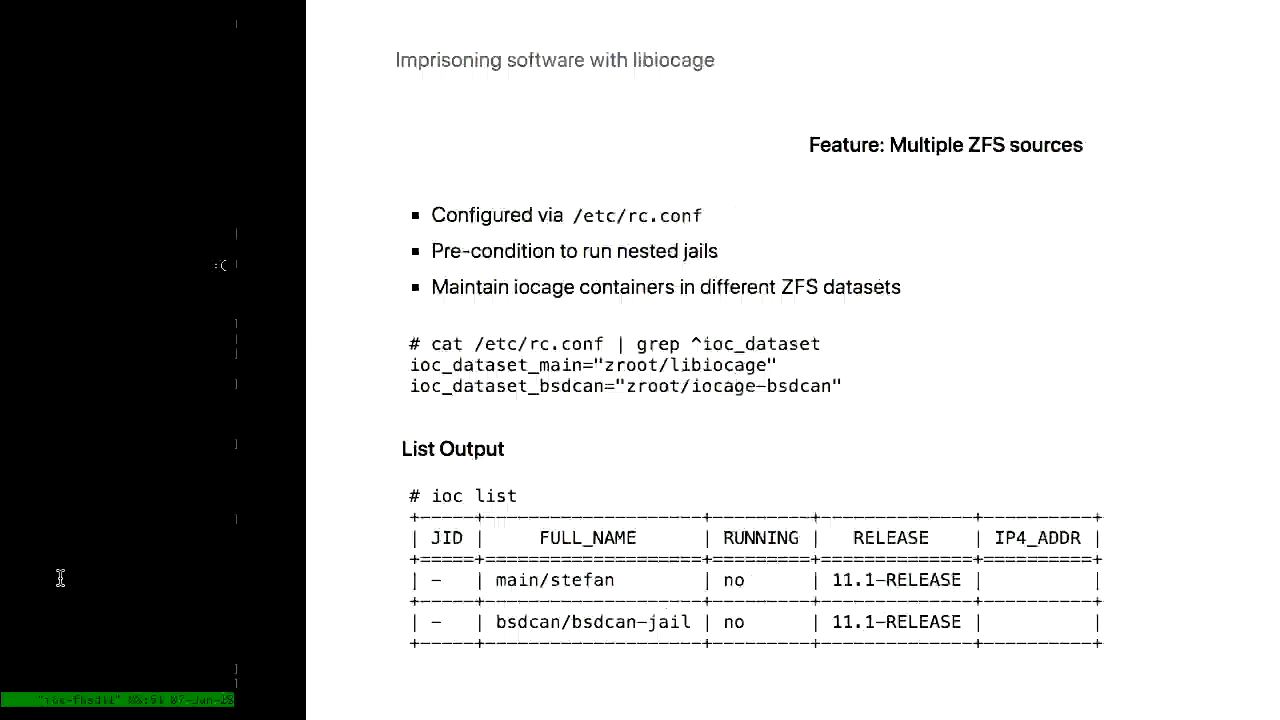 Imprisoning software with libiocage
Feature: Multiple ZFS sources
▪ Configured via /etc/rc.conf
▪ Pre-condition to run nested jails
▪ Maintain iocage containers in different ZFS datasets
# cat /etc/rc.conf | grep ^ioc_dataset
ioc_dataset_main="zroot/libiocage"
ioc_dataset_bsdcan="zroot/iocage-bsdcan"
List Output
# ioc list
+-----+--------------------+---------+--------------+----------+
| JID |     FULL_NAME      | RUNNING |   RELEASE    | IP4_ADDR |
+=====+====================+=========+==============+==========+
| -   | main/stefan        | no      | 11.1-RELEASE |          |
+-----+--------------------+---------+--------------+----------+
| -   | bsdcan/bsdcan-jail | no      | 11.1-RELEASE |          |
+-----+--------------------+---------+--------------+----------+
:(
07-Jun-18